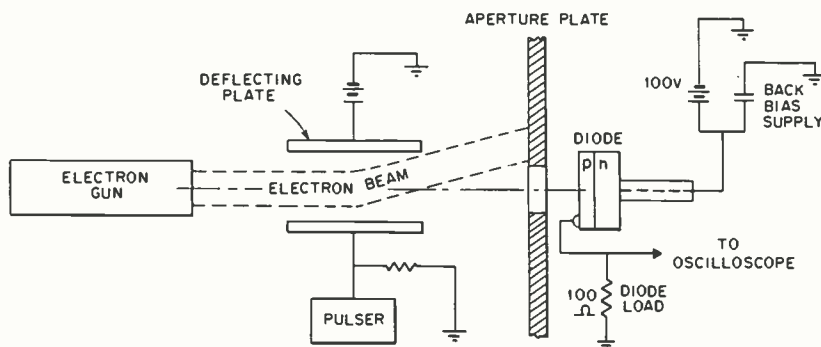 APERTURE PLATE
DEFLECTING
PLATE
100V
BACK
BIAS
SUPPLY
DIODE
p n
ELECTRON
GUN
ELECTRON BEAM
TO
OSCILLOSCOPE
100
Ω
DIODE
LOAD
PULSER